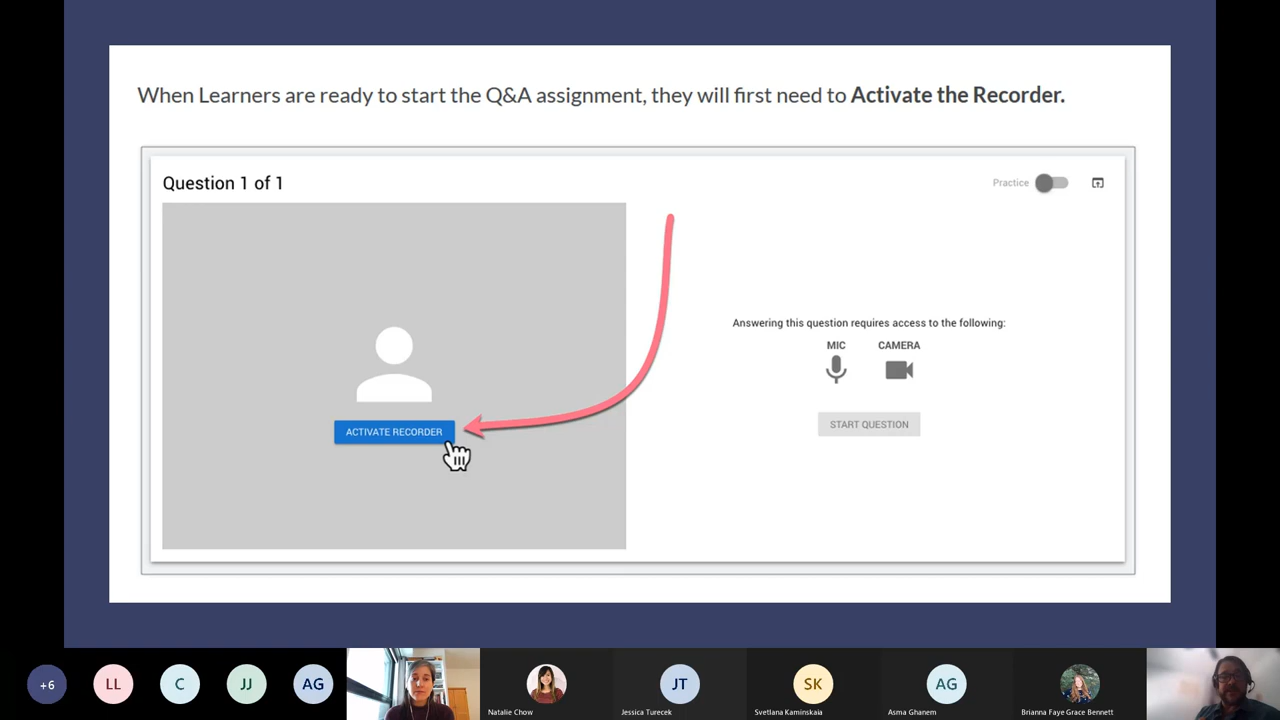 When Learners are ready to start the Q&A assignment, they will first need to Activate the Recorder.
Question 1 of 1
Practice
Answering this question requires access to the following:
MIC CAMERA
ACTIVATE RECORDER
START QUESTION
+6 LL C JJ AG JT SK AG
Natalie Chow Jessica Turecek Svetlana Kaminskaia Asma Ghanem Brianna Faye Grace Bennett